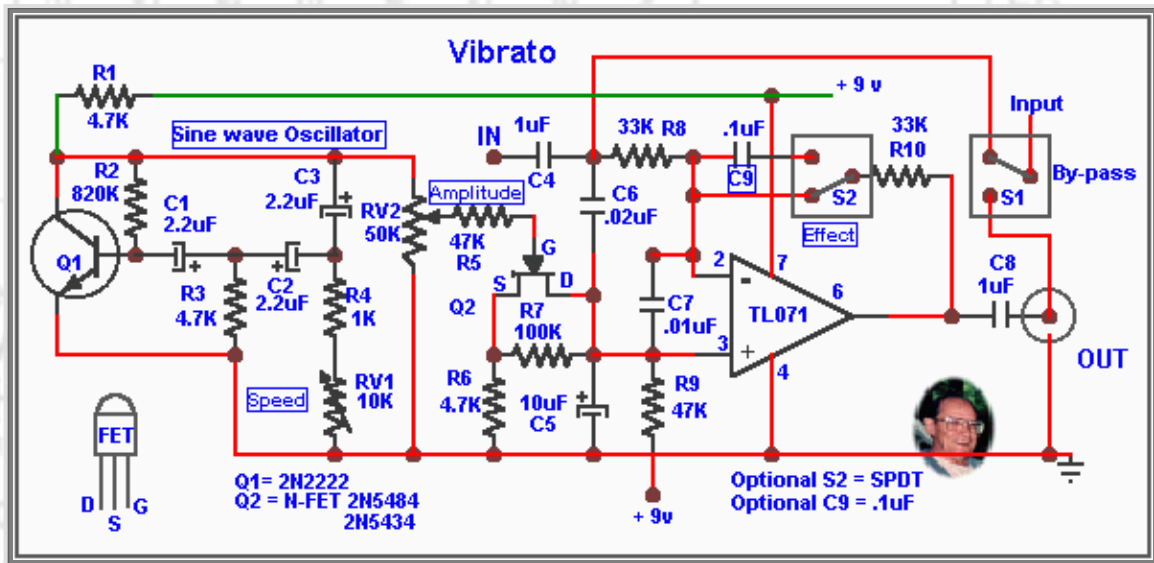 Vibrato
R1
4.7K
+ 9 v
Sine wave Oscillator
IN
1uF
C4
33K R8
.1uF
C9
33K
R10
Input
By-pass
S1
S2
Effect
R2
820K
C1
2.2uF
C3
2.2uF
RV2
50K
Amplitude
47K
R5
C6
.02uF
Q1
R3
4.7K
C2
2.2uF
R4
1K
G
S
D
Q2
R7
100K
C7
.01uF
2
-
7
TL071
6
3
+
4
C8
1uF
OUT
Speed
RV1
10K
R6
4.7K
10uF
C5
+
R9
47K
FET
D
S
G
Q1= 2N2222
Q2 = N-FET 2N5484
2N5434
+ 9v
Optional S2 = SPDT
Optional C9 = .1uF